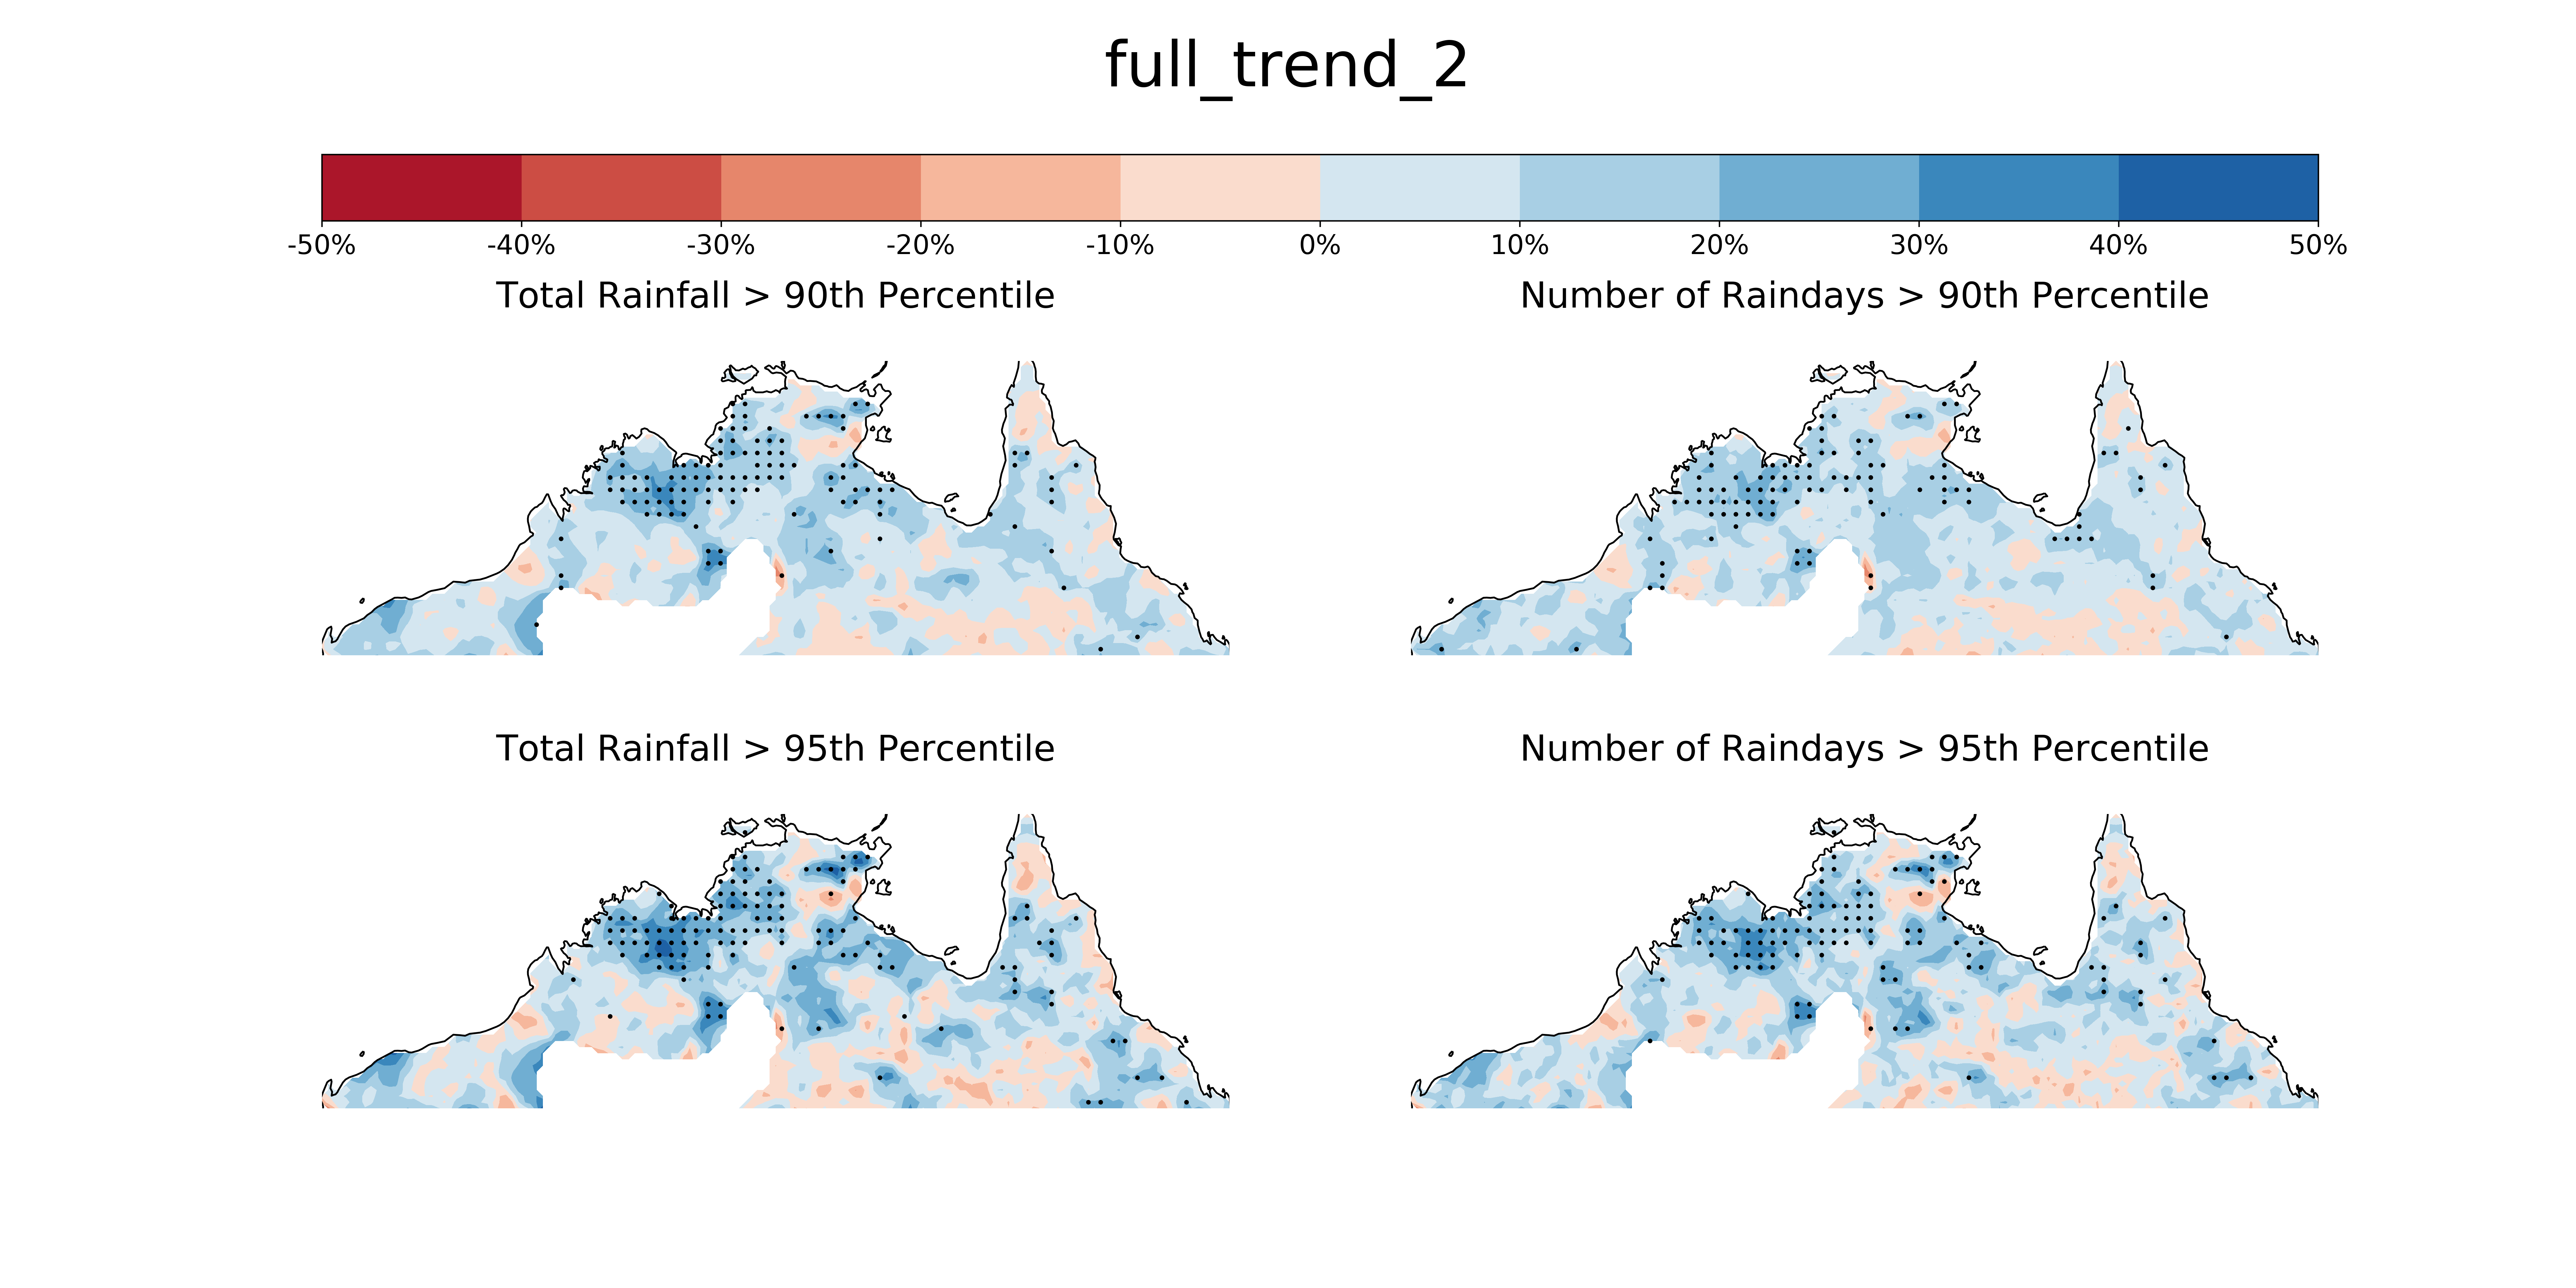 full_trend_2
-50% -40% -30% -20% -10% 0% 10% 20% 30% 40% 50%
Total Rainfall > 90th Percentile
Number of Raindays > 90th Percentile
Total Rainfall > 95th Percentile
Number of Raindays > 95th Percentile